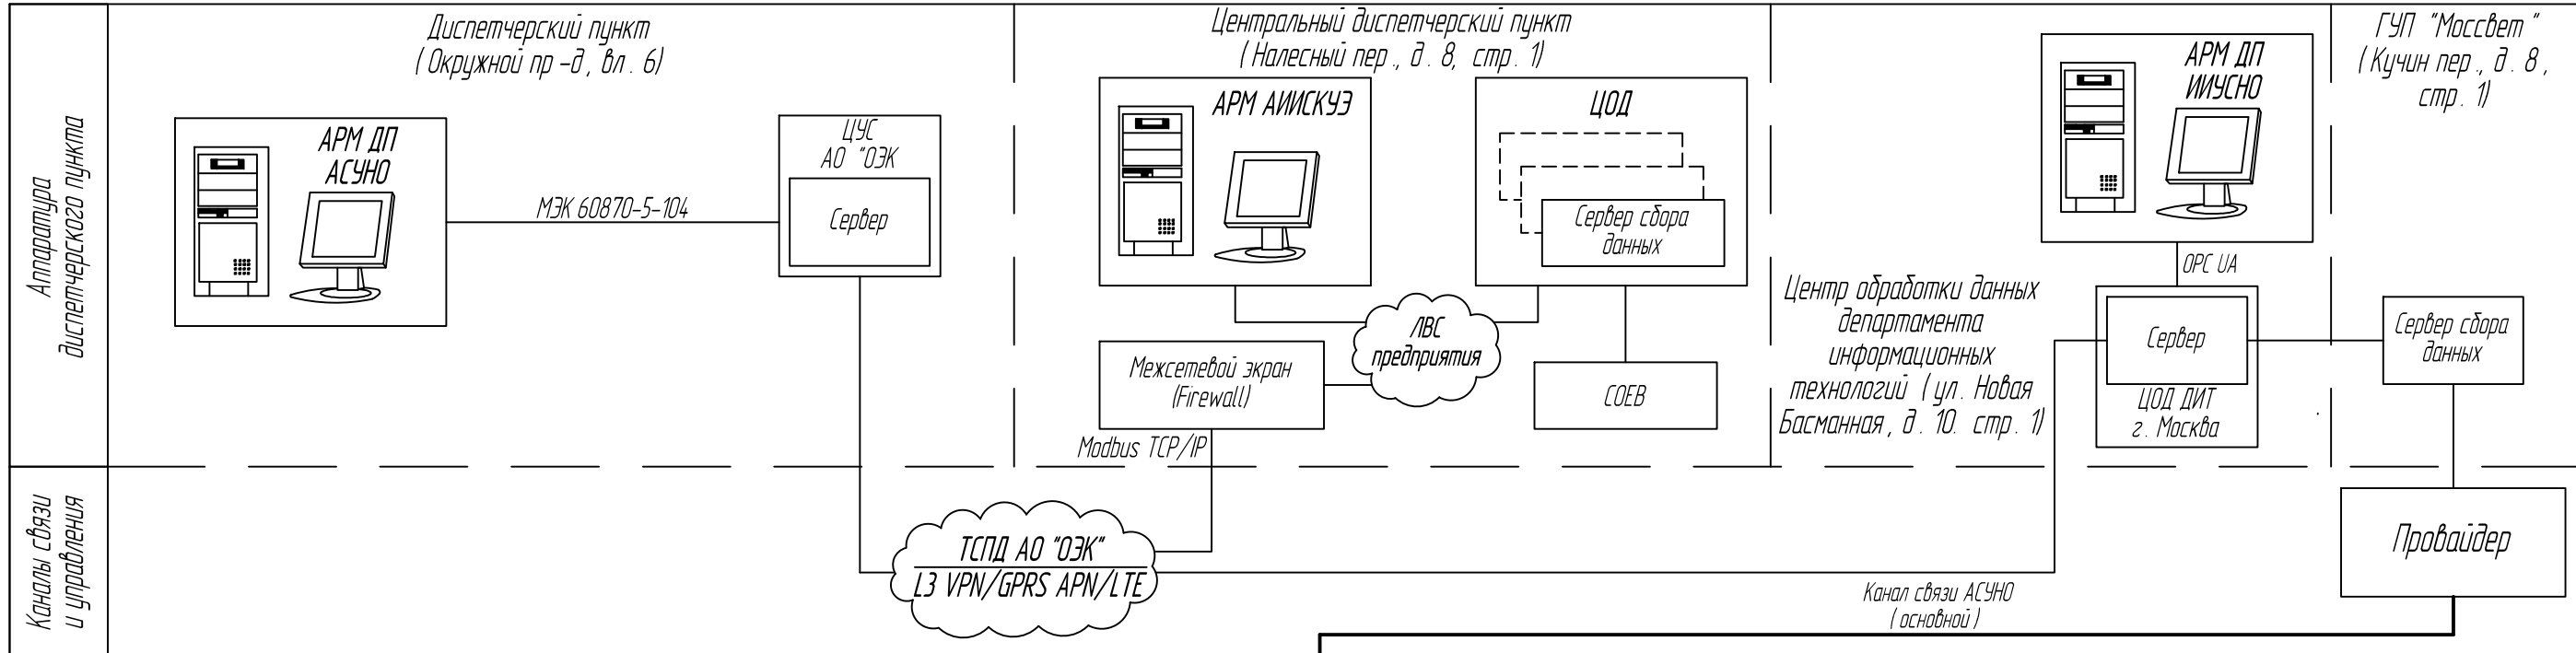 Аппаратура
диспетчерского пункта
Диспетчерский пункт
(Окружной пр-д, вл. 6)
АРМ ДП
АСУНО
МЭК 60870-5-104
ЦУС
АО "ОЭК
Сервер
Центральный диспетчерский пункт
(Налесный пер., д. 8, стр. 1)
АРМ АИИСКУЭ
ЦОД
Сервер сбора
данных
ЛВС
предприятия
Межсетевой экран
(Firewall)
СОЕВ
Modbus TCP/IP
Центр обработки данных
департамента
информационных
технологий (ул. Новая
Басманная, д. 10. стр. 1)
АРМ ДП
ИИУСНО
OPC UA
Сервер
ЦОД ДИТ
г. Москва
ГУП "Моссвет"
(Кучин пер., д. 8,
стр. 1)
Сервер сбора
данных
Каналы связи
и управления
ТСПД АО "ОЭК"
L3 VPN/GPRS APN/LTE
Канал связи АСУНО
(основной)
Провайдер